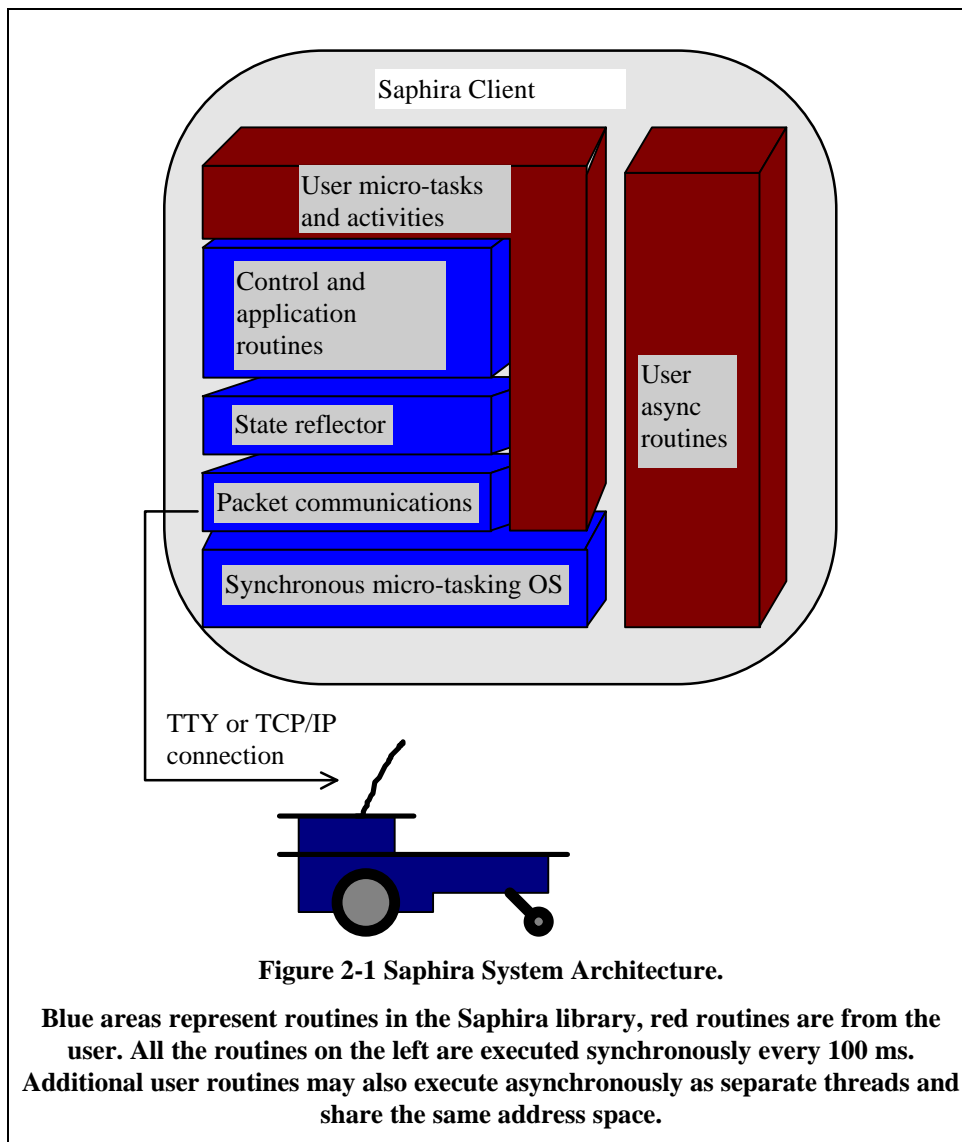 Saphira Client
User micro-tasks
and activities
Control and
application
routines
State reflector
Packet communications
Synchronous micro-tasking OS
User
async
routines
TTY or TCP/IP
connection
Figure 2-1 Saphira System Architecture.
Blue areas represent routines in the Saphira library, red routines are from the
user. All the routines on the left are executed synchronously every 100 ms.
Additional user routines may also execute asynchronously as separate threads and
share the same address space.